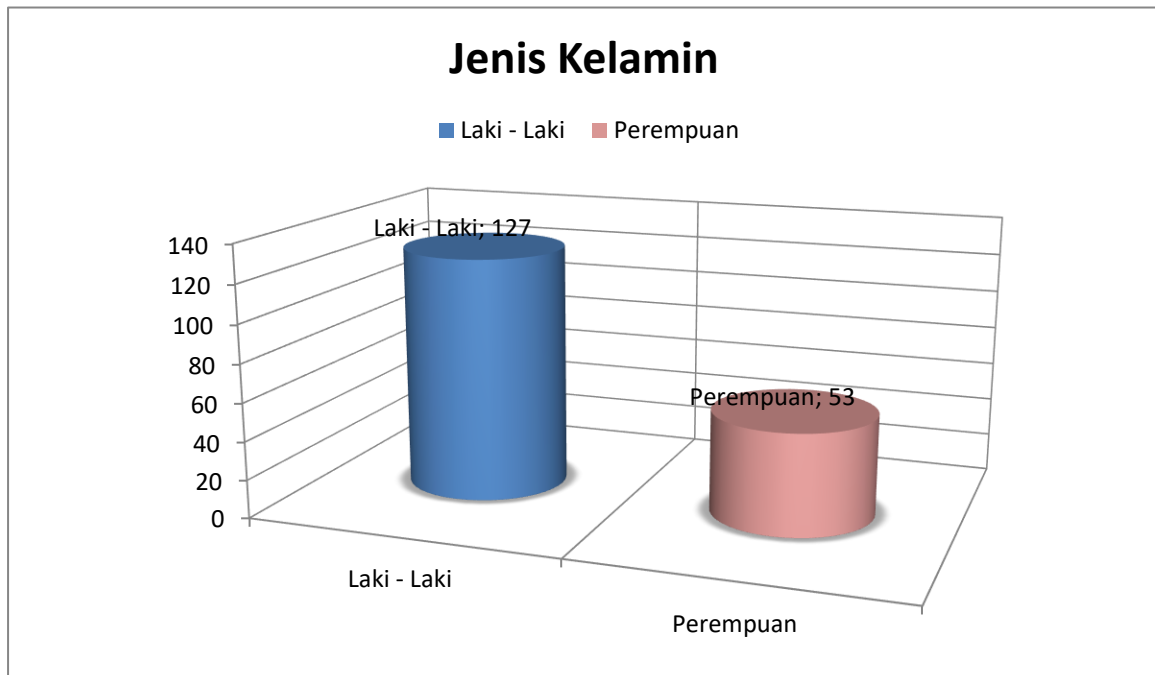 Jenis Kelamin
Laki - Laki Perempuan
Laki - Laki; 127
140
120
100
80
60
40
20
0
Perempuan; 53
Laki - Laki
Perempuan